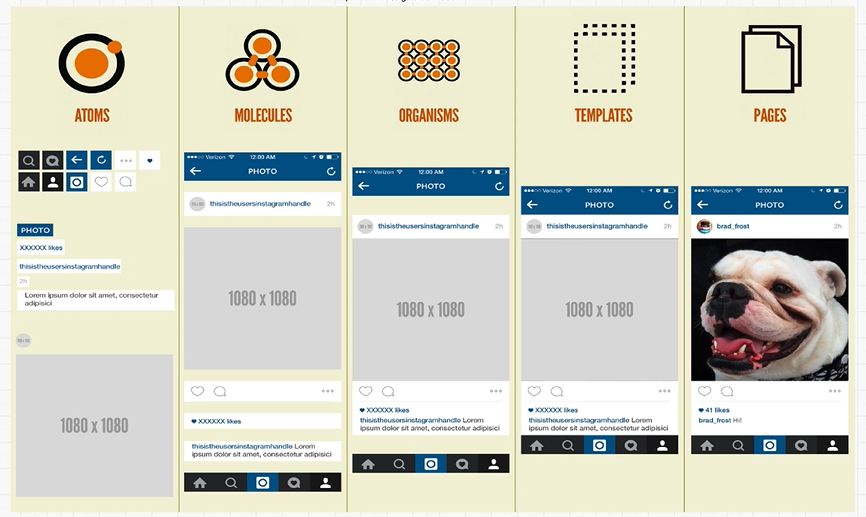 ATOMS
MOLECULES
ORGANISMS
TEMPLATES
PAGES
PHOTO
XXXXXX likes
thisistheusersinstagramhandle
2h
Lorem ipsum dolor sit amet, consectetur
adipisici
1080 x 1080
Verizon 12:00 AM
PHOTO
thisistheusersinstagramhandle 2h
1080 x 1080
XXXXXX likes
thisistheusersinstagramhandle Lorem
ipsum dolor sit amet, consectetur adipisici
Verizon 12:00 AM
PHOTO
thisistheusersinstagramhandle 2h
1080 x 1080
XXXXXX likes
thisistheusersinstagramhandle Lorem
ipsum dolor sit amet, consectetur adipisici
Verizon 12:00 AM
PHOTO
thisistheusersinstagramhandle 2h
1080 x 1080
XXXXXX likes
thisistheusersinstagramhandle Lorem
ipsum dolor sit amet, consectetur adipisici
Verizon 12:00 AM
PHOTO
brad_frost 2h
41 likes
brad_frost Hi!